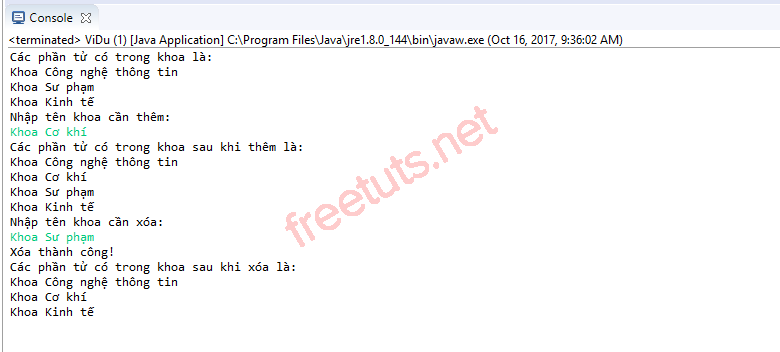 Console
<terminated> ViDu (1) [Java Application] C:\Program Files\Java\jre1.8.0_144\bin\javaw.exe (Oct 16, 2017, 9:36:02 AM)
Các phần tử có trong khoa là:
Khoa Công nghệ thông tin
Khoa Sư phạm
Khoa Kinh tế
Nhập tên khoa cần thêm:
Khoa Cơ khí
Các phần tử có trong khoa sau khi thêm là:
Khoa Công nghệ thông tin
Khoa Cơ khí
Khoa Sư phạm
Khoa Kinh tế
Nhập tên khoa cần xóa:
Khoa Sư phạm
Xóa thành công!
Các phần tử có trong khoa sau khi xóa là:
Khoa Công nghệ thông tin
Khoa Cơ khí
Khoa Kinh tế
freetuts.net